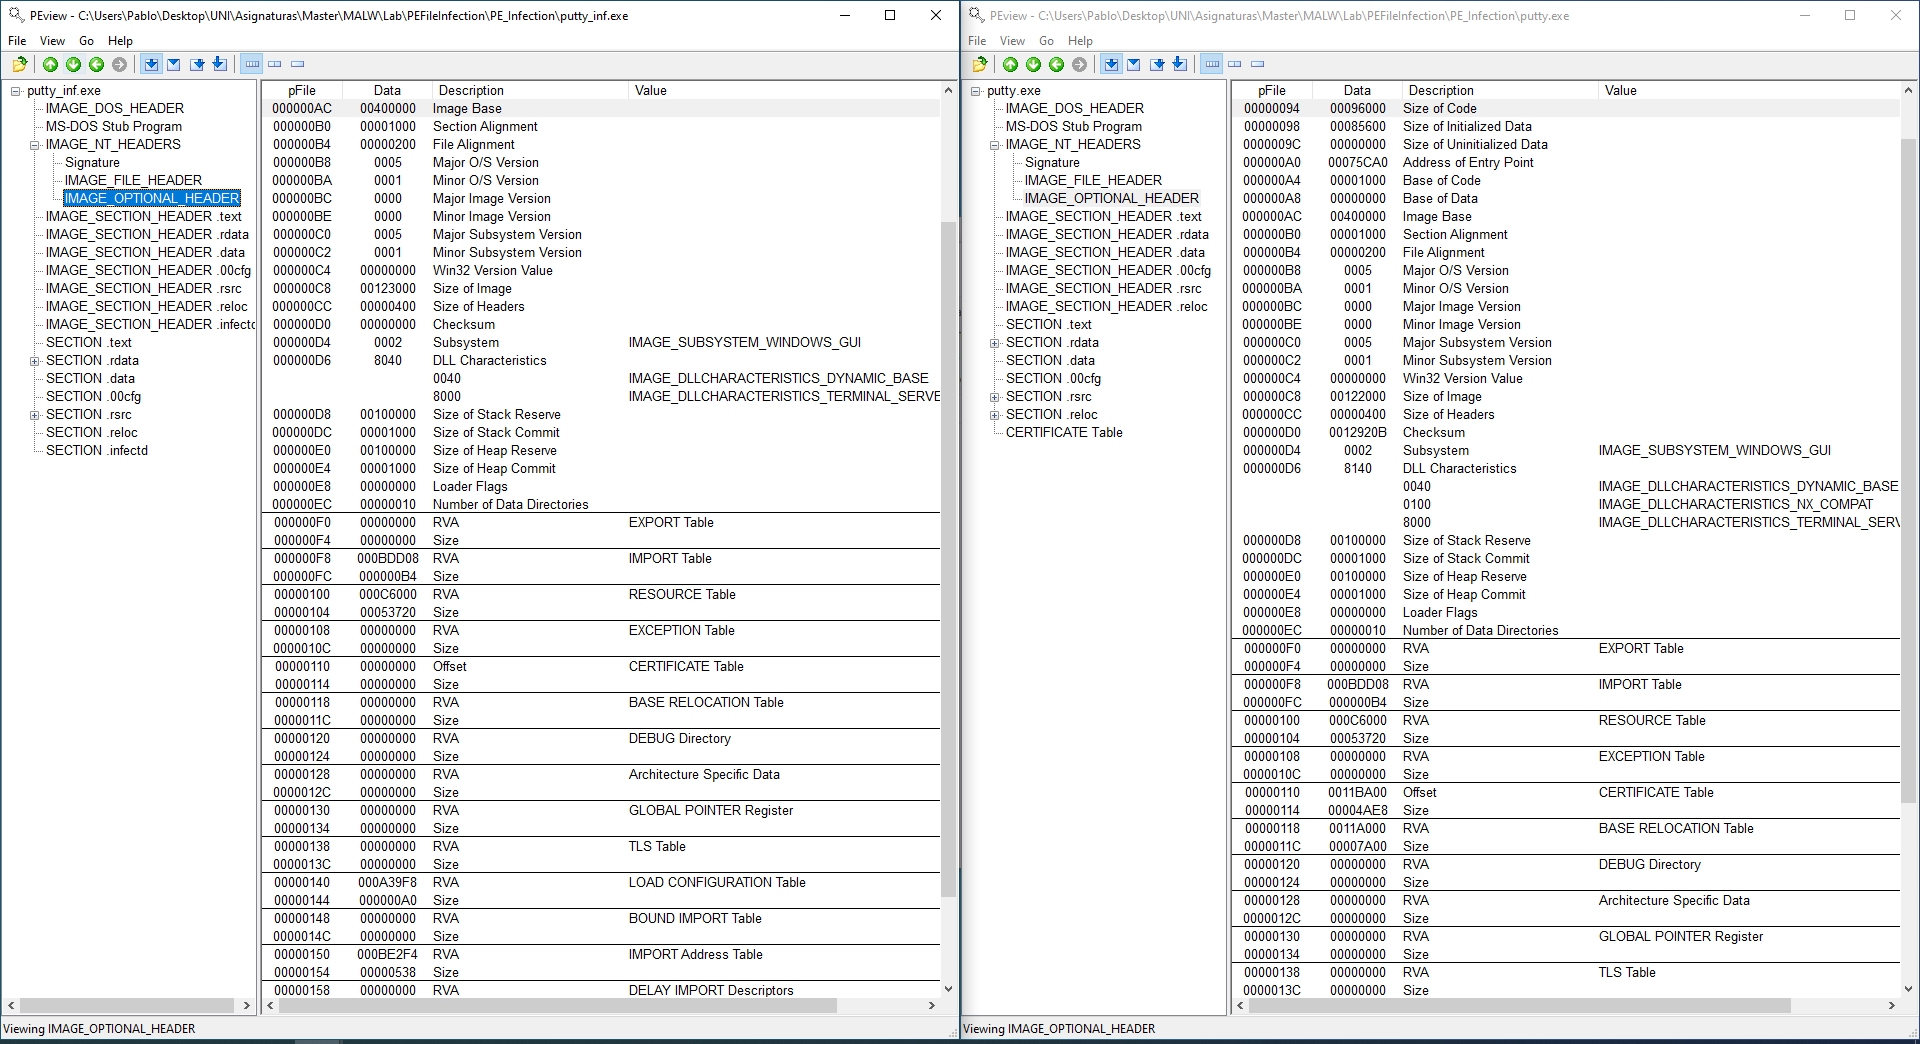 PEview - C:\Users\Pablo\Desktop\UNI\Asignaturas\Master\MALW\Lab\PEFileInfection\PE_Infection\putty_inf.exe
File View Go Help
putty_inf.exe
IMAGE_DOS_HEADER
MS-DOS Stub Program
IMAGE_NT_HEADERS
Signature
IMAGE_FILE_HEADER
IMAGE_OPTIONAL_HEADER
IMAGE_SECTION_HEADER .text
IMAGE_SECTION_HEADER .rdata
IMAGE_SECTION_HEADER .data
IMAGE_SECTION_HEADER .00cfg
IMAGE_SECTION_HEADER .rsrc
IMAGE_SECTION_HEADER .reloc
IMAGE_SECTION_HEADER .infectd
SECTION .text
SECTION .rdata
SECTION .data
SECTION .00cfg
SECTION .rsrc
SECTION .reloc
SECTION .infectd
pFile Data Description Value
000000AC 00400000 Image Base
000000B0 00001000 Section Alignment
000000B4 00000200 File Alignment
000000B8 0005 Major O/S Version
000000BA 0001 Minor O/S Version
000000BC 0000 Major Image Version
000000BE 0000 Minor Image Version
000000C0 0005 Major Subsystem Version
000000C2 0001 Minor Subsystem Version
000000C4 00000000 Win32 Version Value
000000C8 00123000 Size of Image
000000CC 00000400 Size of Headers
000000D0 00000000 Checksum
000000D4 0002 Subsystem IMAGE_SUBSYSTEM_WINDOWS_GUI
000000D6 8040 DLL Characteristics
0040 IMAGE_DLLCHARACTERISTICS_DYNAMIC_BASE
8000 IMAGE_DLLCHARACTERISTICS_TERMINAL_SERVE
000000D8 00100000 Size of Stack Reserve
000000DC 00001000 Size of Stack Commit
000000E0 00100000 Size of Heap Reserve
000000E4 00001000 Size of Heap Commit
000000E8 00000000 Loader Flags
000000EC 00000010 Number of Data Directories
000000F0 00000000 RVA EXPORT Table
000000F4 00000000 Size
000000F8 000BDD08 RVA IMPORT Table
000000FC 000000B4 Size
00000100 000C6000 RVA RESOURCE Table
00000104 00053720 Size
00000108 00000000 RVA EXCEPTION Table
0000010C 00000000 Size
00000110 00000000 Offset CERTIFICATE Table
00000114 00000000 Size
00000118 00000000 RVA BASE RELOCATION Table
0000011C 00000000 Size
00000120 00000000 RVA DEBUG Directory
00000124 00000000 Size
00000128 00000000 RVA Architecture Specific Data
0000012C 00000000 Size
00000130 00000000 RVA GLOBAL POINTER Register
00000134 00000000 Size
00000138 00000000 RVA TLS Table
0000013C 00000000 Size
00000140 000A39F8 RVA LOAD CONFIGURATION Table
00000144 000000A0 Size
00000148 00000000 RVA BOUND IMPORT Table
0000014C 00000000 Size
00000150 000BE2F4 RVA IMPORT Address Table
00000154 00000538 Size
00000158 00000000 RVA DELAY IMPORT Descriptors
Viewing IMAGE_OPTIONAL_HEADER
PEview - C:\Users\Pablo\Desktop\UNI\Asignaturas\Master\MALW\Lab\PEFileInfection\PE_Infection\putty.exe
File View Go Help
putty.exe
IMAGE_DOS_HEADER
MS-DOS Stub Program
IMAGE_NT_HEADERS
Signature
IMAGE_FILE_HEADER
IMAGE_OPTIONAL_HEADER
IMAGE_SECTION_HEADER .text
IMAGE_SECTION_HEADER .rdata
IMAGE_SECTION_HEADER .data
IMAGE_SECTION_HEADER .00cfg
IMAGE_SECTION_HEADER .rsrc
IMAGE_SECTION_HEADER .reloc
SECTION .text
SECTION .rdata
SECTION .data
SECTION .00cfg
SECTION .rsrc
SECTION .reloc
CERTIFICATE Table
pFile Data Description Value
00000094 00096000 Size of Code
00000098 00085600 Size of Initialized Data
0000009C 00000000 Size of Uninitialized Data
000000A0 00075CA0 Address of Entry Point
000000A4 00001000 Base of Code
000000A8 00000000 Base of Data
000000AC 00400000 Image Base
000000B0 00001000 Section Alignment
000000B4 00000200 File Alignment
000000B8 0005 Major O/S Version
000000BA 0001 Minor O/S Version
000000BC 0000 Major Image Version
000000BE 0000 Minor Image Version
000000C0 0005 Major Subsystem Version
000000C2 0001 Minor Subsystem Version
000000C4 00000000 Win32 Version Value
000000C8 00122000 Size of Image
000000CC 00000400 Size of Headers
000000D0 0012920B Checksum
000000D4 0002 Subsystem IMAGE_SUBSYSTEM_WINDOWS_GUI
000000D6 8140 DLL Characteristics
0040 IMAGE_DLLCHARACTERISTICS_DYNAMIC_BASE
0100 IMAGE_DLLCHARACTERISTICS_NX_COMPAT
8000 IMAGE_DLLCHARACTERISTICS_TERMINAL_SERV
000000D8 00100000 Size of Stack Reserve
000000DC 00001000 Size of Stack Commit
000000E0 00100000 Size of Heap Reserve
000000E4 00001000 Size of Heap Commit
000000E8 00000000 Loader Flags
000000EC 00000010 Number of Data Directories
000000F0 00000000 RVA EXPORT Table
000000F4 00000000 Size
000000F8 000BDD08 RVA IMPORT Table
000000FC 000000B4 Size
00000100 000C6000 RVA RESOURCE Table
00000104 00053720 Size
00000108 00000000 RVA EXCEPTION Table
0000010C 00000000 Size
00000110 0011BA00 Offset CERTIFICATE Table
00000114 00004AE8 Size
00000118 0011A000 RVA BASE RELOCATION Table
0000011C 00007A00 Size
00000120 00000000 RVA DEBUG Directory
00000124 00000000 Size
00000128 00000000 RVA Architecture Specific Data
0000012C 00000000 Size
00000130 00000000 RVA GLOBAL POINTER Register
00000134 00000000 Size
00000138 00000000 RVA TLS Table
0000013C 00000000 Size
Viewing IMAGE_OPTIONAL_HEADER